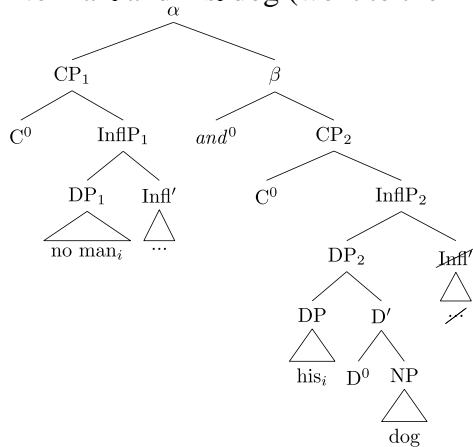 α
CP₁ β
C⁰ InflP₁ and⁰ CP₂
DP₁ Infl′ C⁰ InflP₂
no manᵢ ...
DP₂ Infl′
DP D′ ...
hisᵢ D⁰ NP
dog